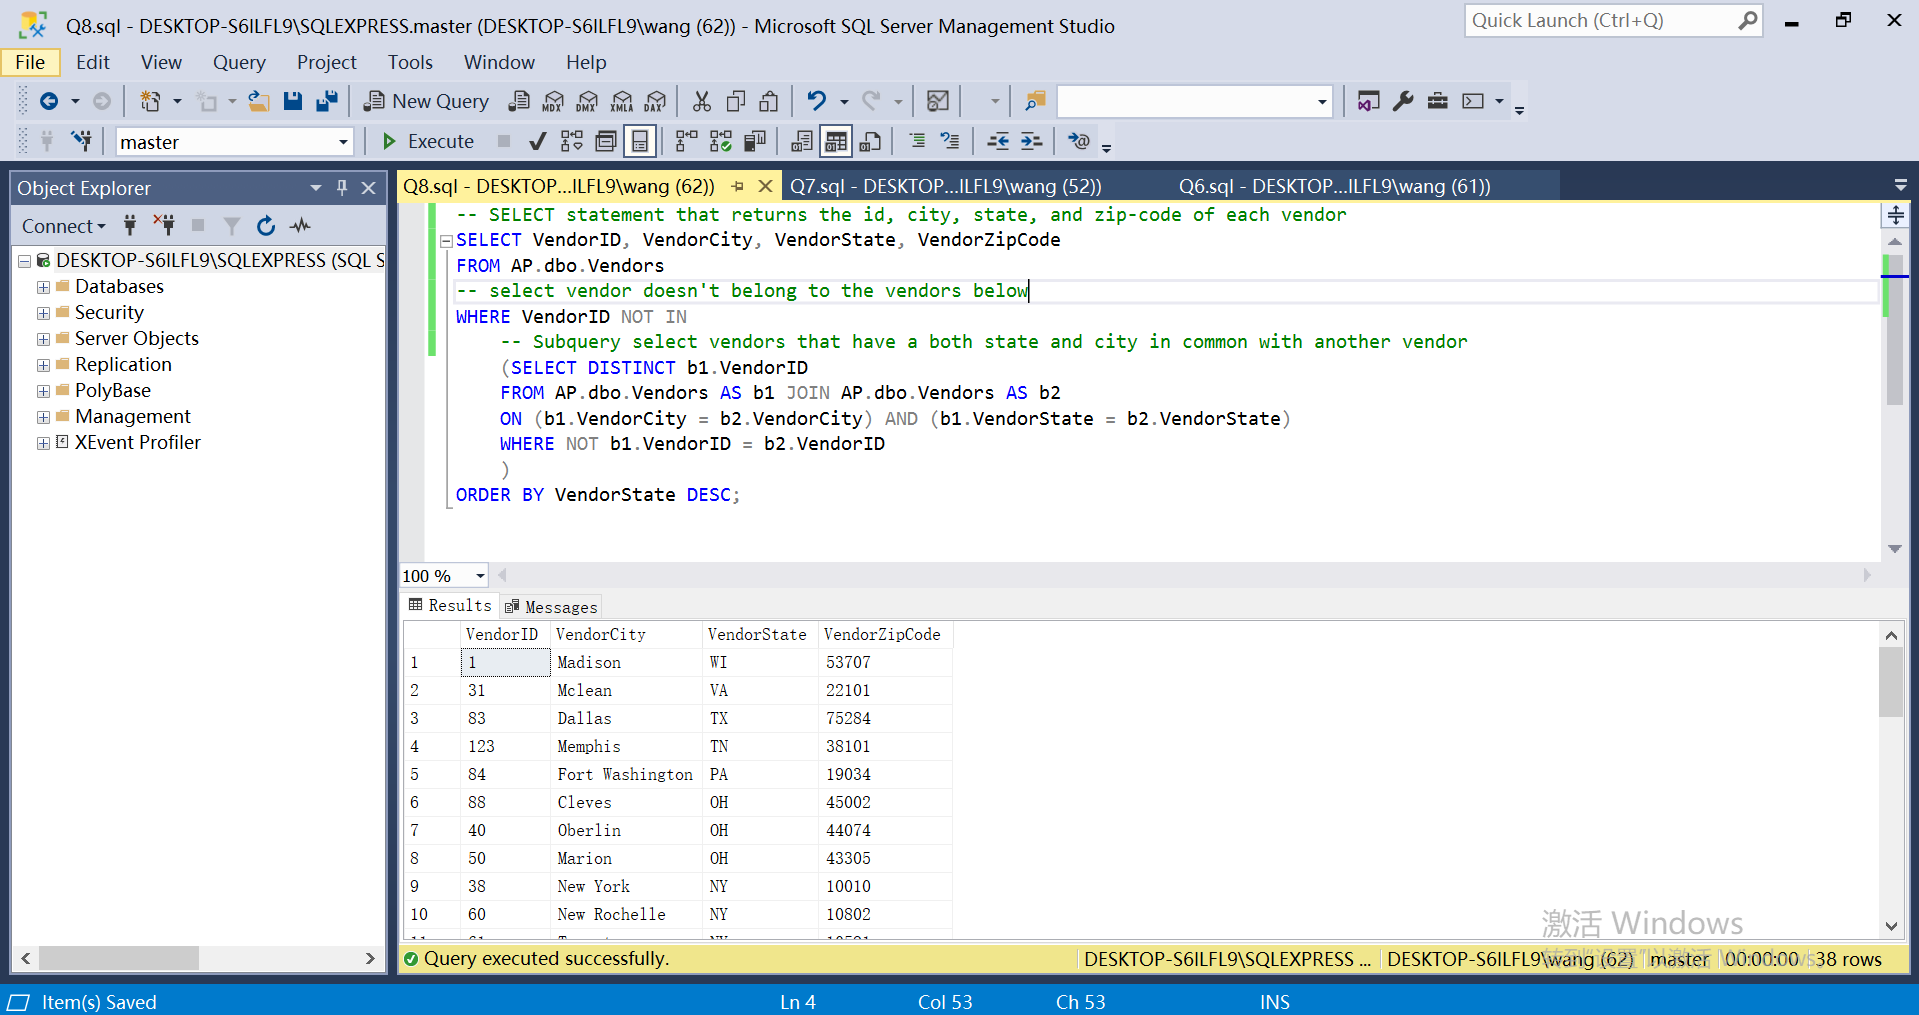 Q8.sql - DESKTOP-S6ILFL9\SQLEXPRESS.master (DESKTOP-S6ILFL9\wang (62)) - Microsoft SQL Server Management Studio
Quick Launch (Ctrl+Q)
File Edit View Query Project Tools Window Help
New Query MDX DMX XMLA DAX
master Execute
Object Explorer
Connect
DESKTOP-S6ILFL9\SQLEXPRESS (SQL S
Databases
Security
Server Objects
Replication
PolyBase
Management
XEvent Profiler
Q8.sql - DESKTOP...ILFL9\wang (62)) Q7.sql - DESKTOP...ILFL9\wang (52)) Q6.sql - DESKTOP...ILFL9\wang (61))
-- SELECT statement that returns the id, city, state, and zip-code of each vendor
SELECT VendorID, VendorCity, VendorState, VendorZipCode
FROM AP.dbo.Vendors
-- select vendor doesn't belong to the vendors below
WHERE VendorID NOT IN
-- Subquery select vendors that have a both state and city in common with another vendor
(SELECT DISTINCT b1.VendorID
FROM AP.dbo.Vendors AS b1 JOIN AP.dbo.Vendors AS b2
ON (b1.VendorCity = b2.VendorCity) AND (b1.VendorState = b2.VendorState)
WHERE NOT b1.VendorID = b2.VendorID
)
ORDER BY VendorState DESC;
100 %
Results Messages
VendorID VendorCity VendorState VendorZipCode
1 1 Madison WI 53707
2 31 Mclean VA 22101
3 83 Dallas TX 75284
4 123 Memphis TN 38101
5 84 Fort Washington PA 19034
6 88 Cleves OH 45002
7 40 Oberlin OH 44074
8 50 Marion OH 43305
9 38 New York NY 10010
10 60 New Rochelle NY 10802
激活 Windows
转到"设置"以激活 Windows。
Query executed successfully. DESKTOP-S6ILFL9\SQLEXPRESS ... DESKTOP-S6ILFL9\wang (62) master 00:00:00 38 rows
Item(s) Saved Ln 4 Col 53 Ch 53 INS